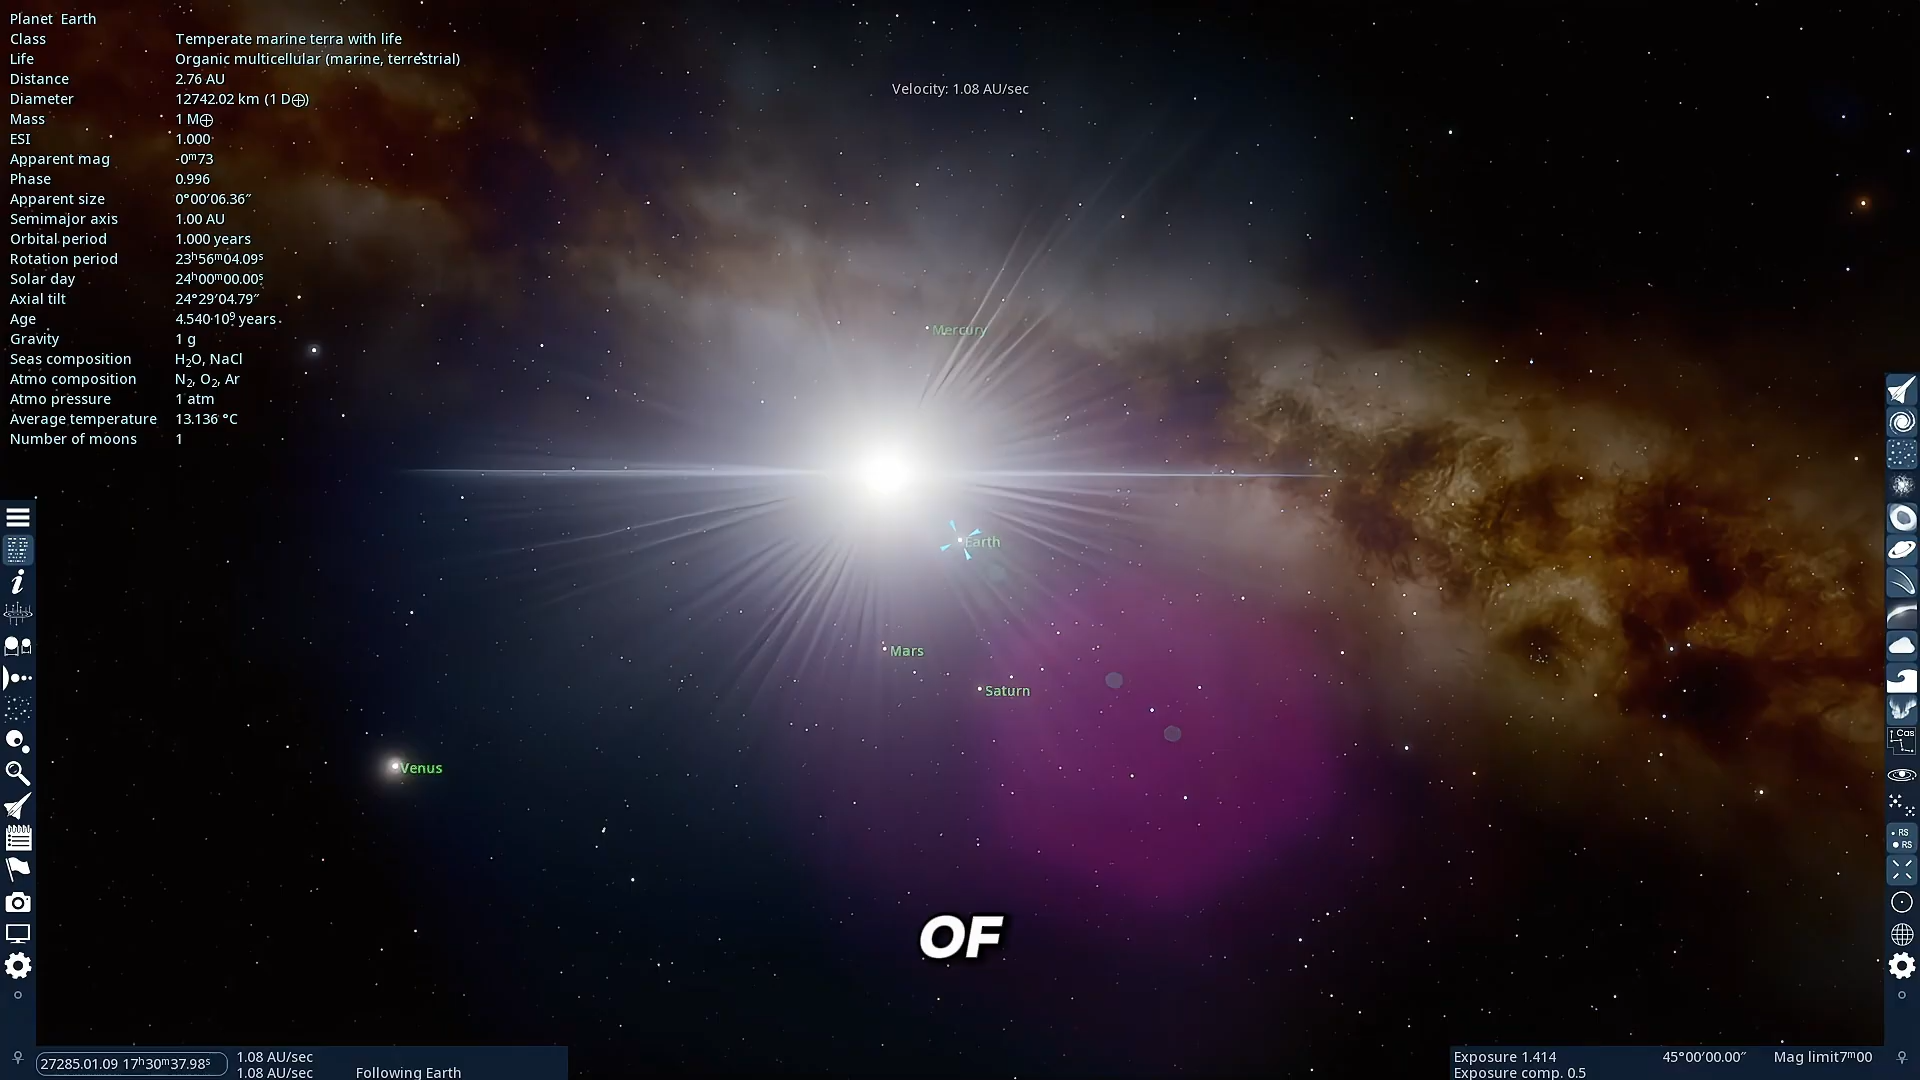 Planet Earth
Class Temperate marine terra with life
Life Organic multicellular (marine, terrestrial)
Distance 2.76 AU
Diameter 12742.02 km (1 D⊕)
Mass 1 M⊕
ESI 1.000
Apparent mag -0ᵐ73
Phase 0.996
Apparent size 0°00′06.36″
Semimajor axis 1.00 AU
Orbital period 1.000 years
Rotation period 23ʰ56ᵐ04.09ˢ
Solar day 24ʰ00ᵐ00.00ˢ
Axial tilt 24°29′04.79″
Age 4.540·10⁹ years
Gravity 1 g
Seas composition H₂O, NaCl
Atmo composition N₂, O₂, Ar
Atmo pressure 1 atm
Average temperature 13.136 °C
Number of moons 1
Velocity: 1.08 AU/sec
Mercury
Earth
Mars
Saturn
Venus
OF
Cas
RS
RS
27285.01.09 17ʰ30ᵐ37.98ˢ
1.08 AU/sec
1.08 AU/sec Following Earth
Exposure 1.414 45°00′00.00″ Mag limit7ᵐ00
Exposure comp. 0.5